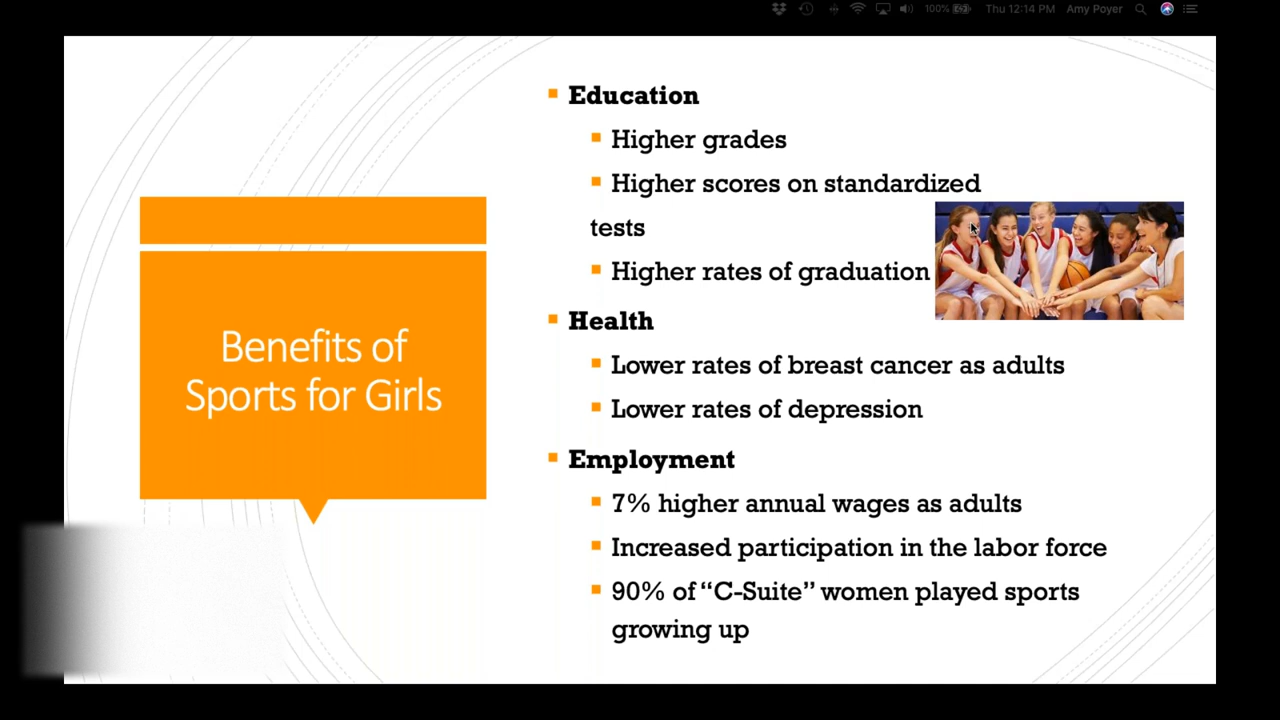 100% Thu 12:14 PM Amy Poyer
Benefits of
Sports for Girls
Education
Higher grades
Higher scores on standardized
tests
Higher rates of graduation
Health
Lower rates of breast cancer as adults
Lower rates of depression
Employment
7% higher annual wages as adults
Increased participation in the labor force
90% of “C-Suite” women played sports
growing up